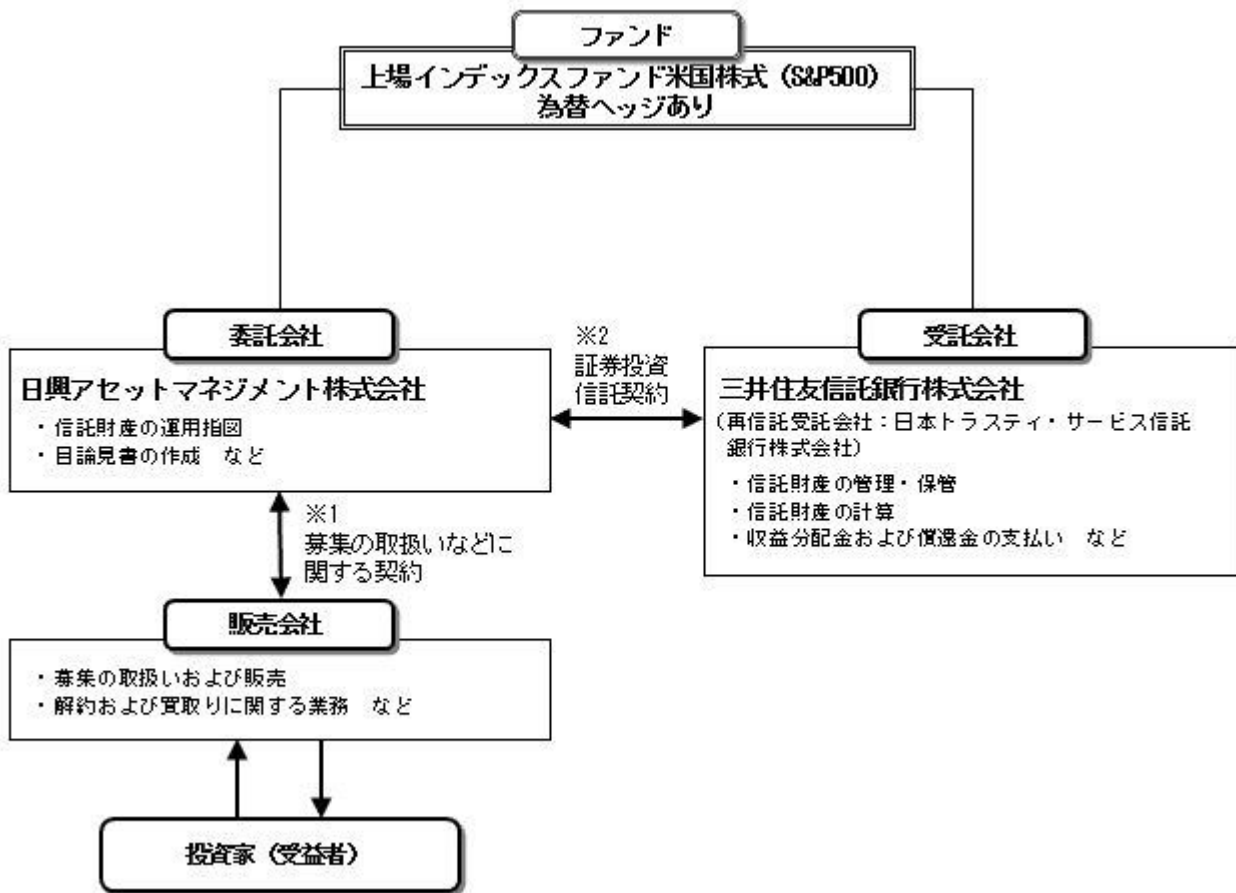 ファンド
上場インデックスファンド米国株式（S&P500）
為替ヘッジあり
委託会社
日興アセットマネジメント株式会社
・信託財産の運用指図
・目論見書の作成　など
※2
証券投資
信託契約
受託会社
三井住友信託銀行株式会社
（再信託受託会社：日本トラスティ・サービス信託
銀行株式会社）
・信託財産の管理・保管
・信託財産の計算
・収益分配金および償還金の支払い　など
※1
募集の取扱いなどに
関する契約
販売会社
・募集の取扱いおよび販売
・解約および買取りに関する業務　など
投資家（受益者）